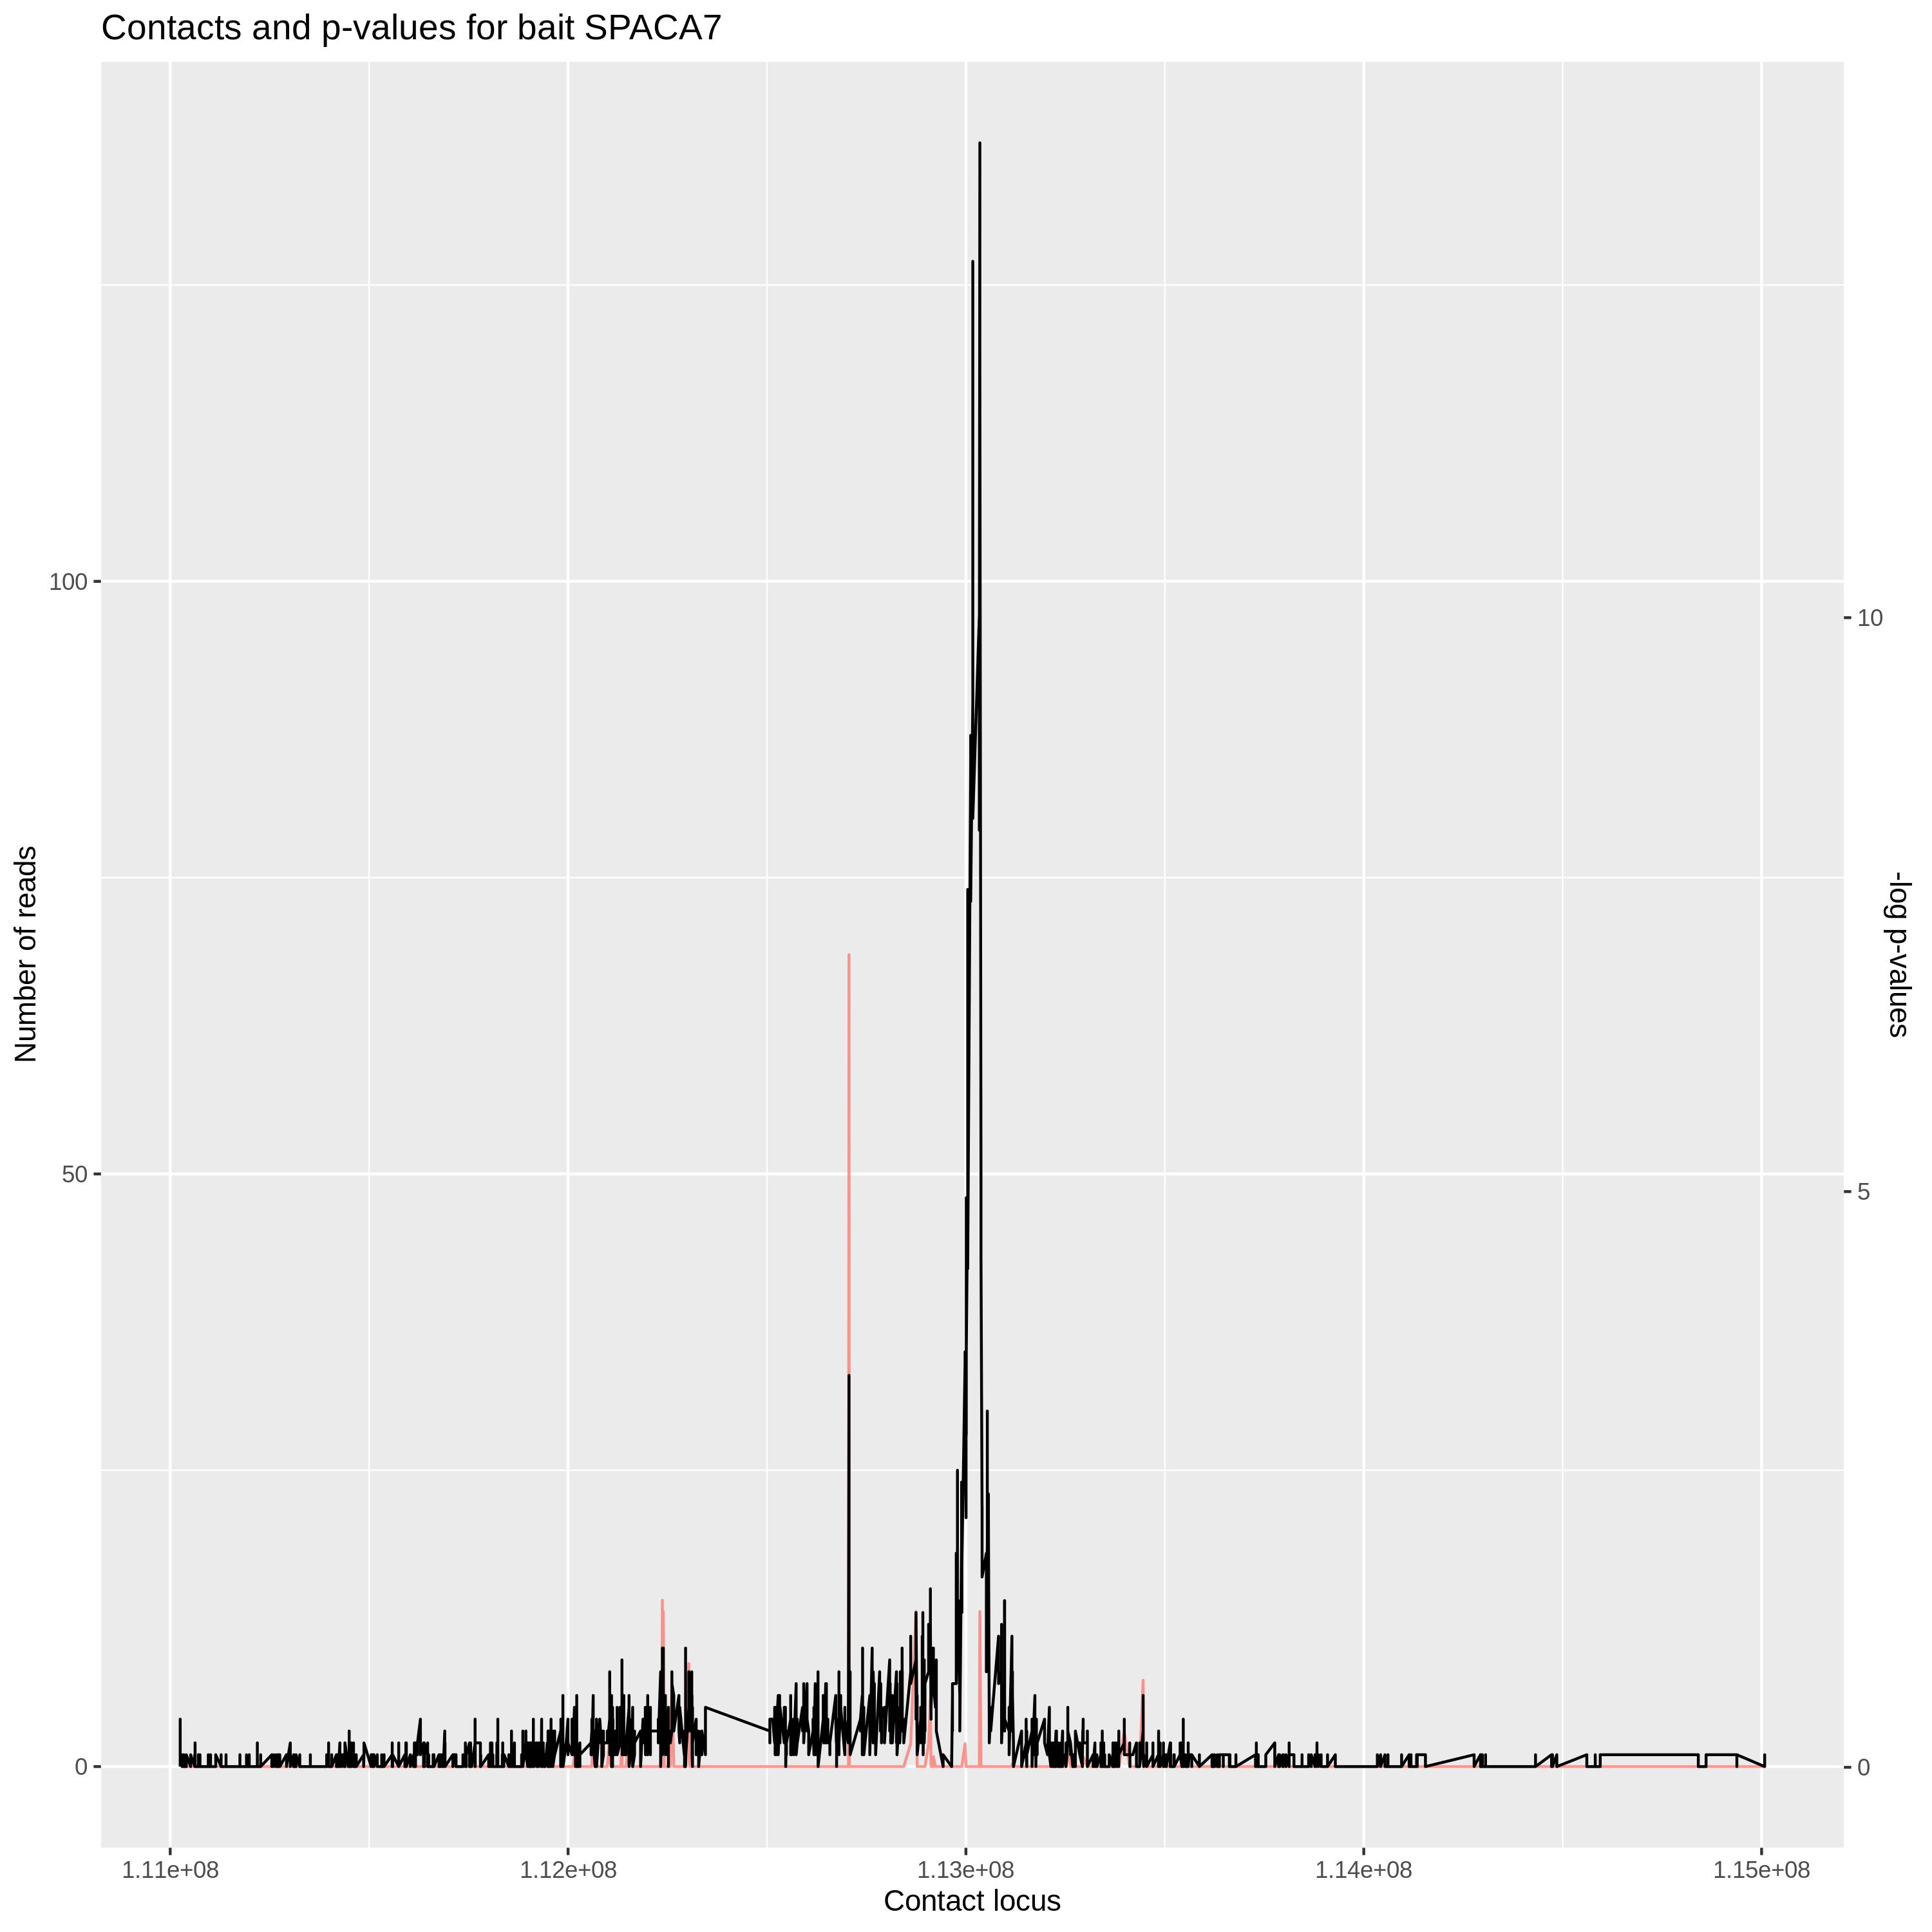 Contacts and p-values for bait SPACA7
100
50
0
Number of reads
10
5
0
-log p-values
1.11e+08 1.12e+08 1.13e+08 1.14e+08 1.15e+08
Contact locus